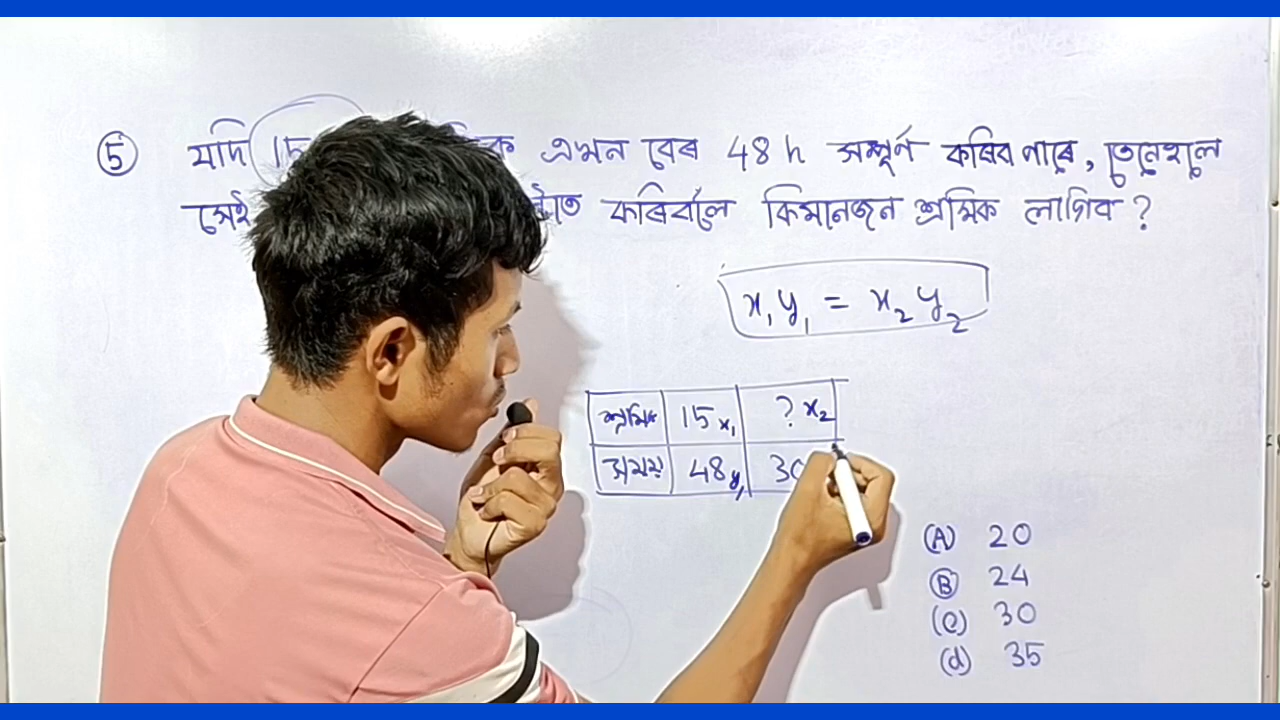 ⑤ যদি 15 এখন বেৰ 48 h সম্পূৰ্ণ কৰিব পাৰে, তেনেহলে
সেই কৰিবলৈ কিমানজন শ্ৰমিক লাগিব ?
x₁y₁ = x₂y₂
শ্ৰমিক 15 x₁ ? x₂
সময় 48 y₁ 30
(A) 20
(B) 24
(c) 30
(d) 35